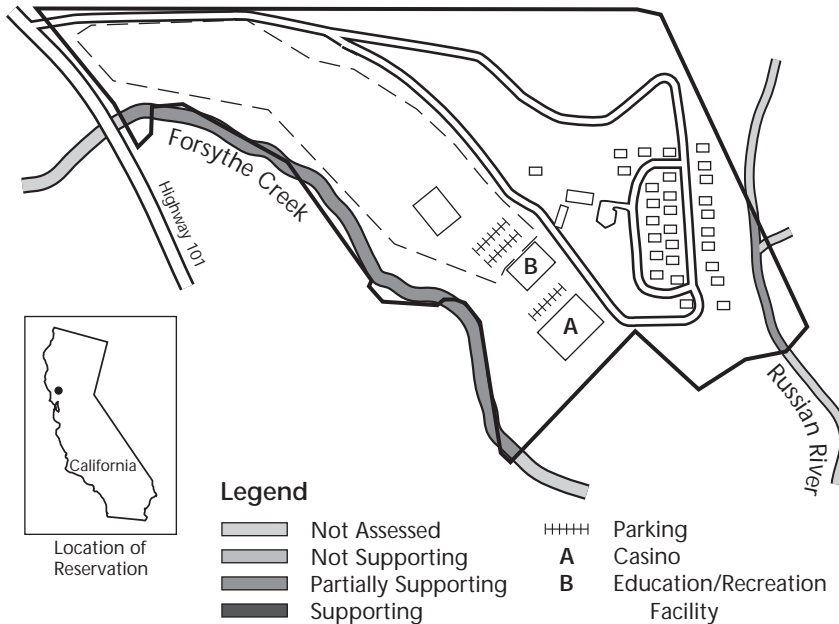 Forsythe Creek
Highway 101
B
A
Russian River
California
Location of
Reservation
Legend
Not Assessed
Not Supporting
Partially Supporting
Supporting
Parking
A Casino
B Education/Recreation
Facility